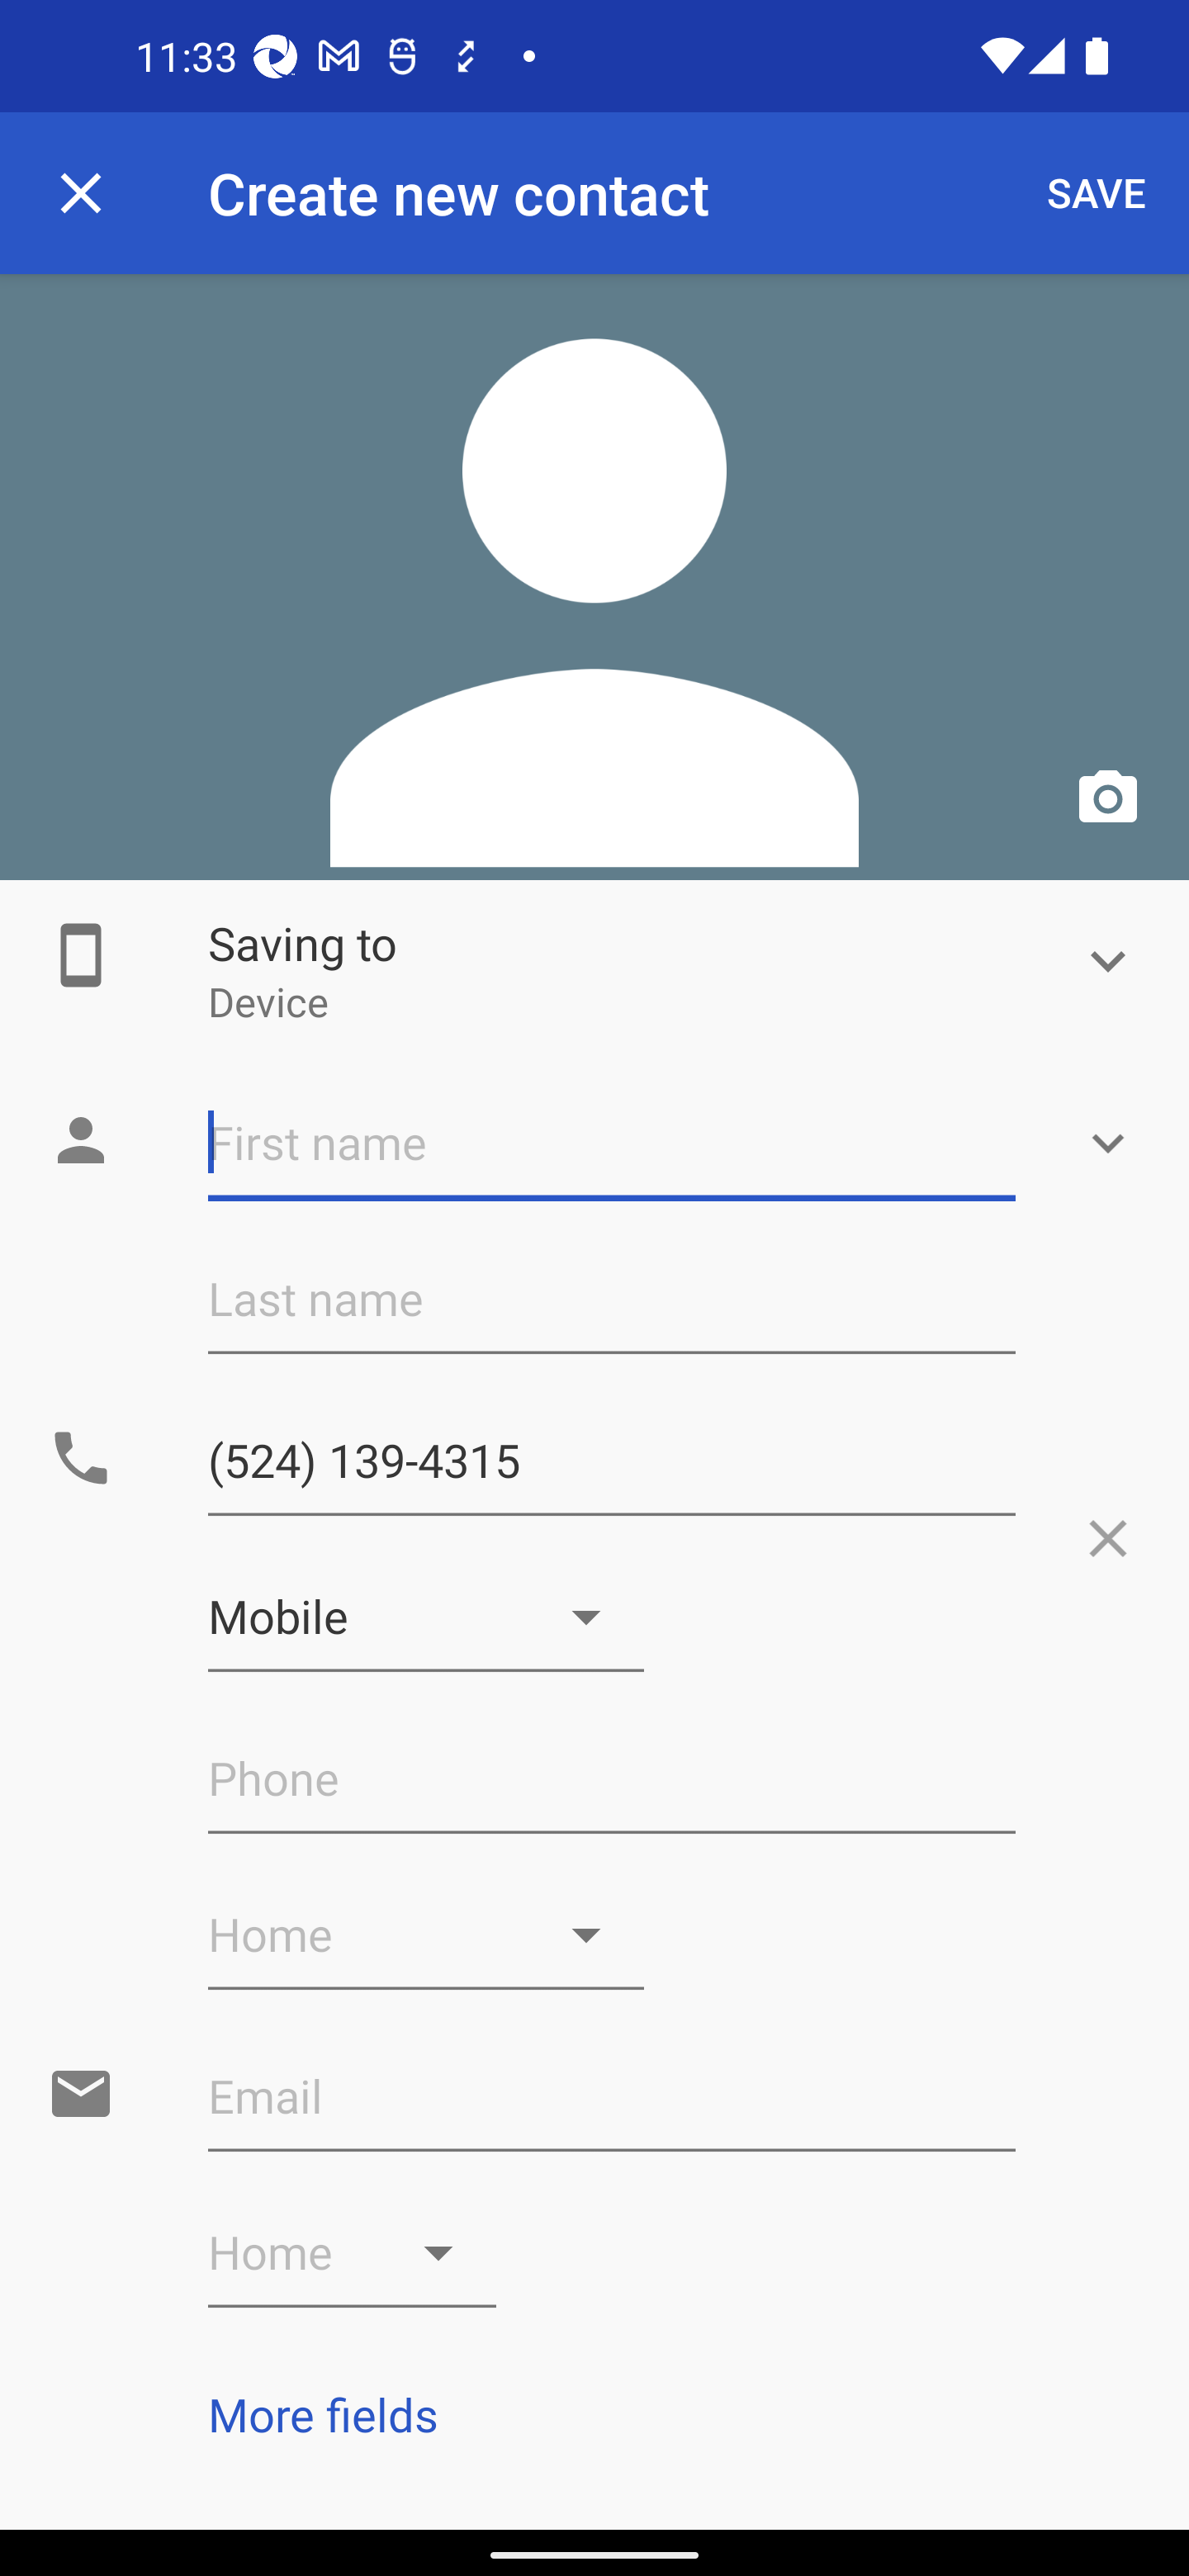 11:33
Create new contact
SAVE
Saving to
Device
First name
Last name
(524) 139-4315
Mobile
Phone
Home
Email
Home
More fields